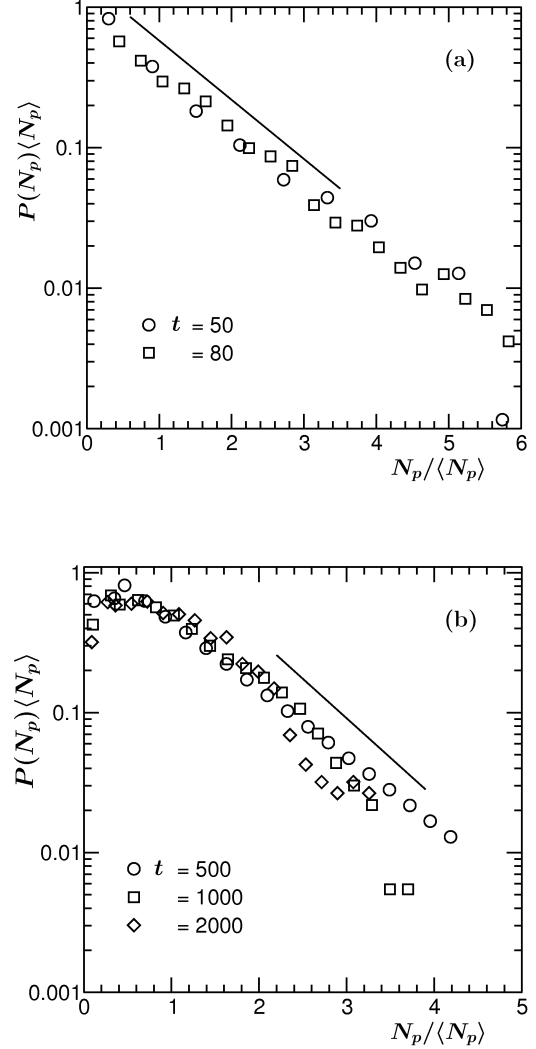 1
(a)
0.1
P(Nₚ)⟨Nₚ⟩
0.01
t = 50
= 80
0.001
0 1 2 3 4 5 6
Nₚ/⟨Nₚ⟩
1
(b)
P(Nₚ)⟨Nₚ⟩
0.1
0.01
t = 500
= 1000
= 2000
0.001
0 1 2 3 4 5
Nₚ/⟨Nₚ⟩